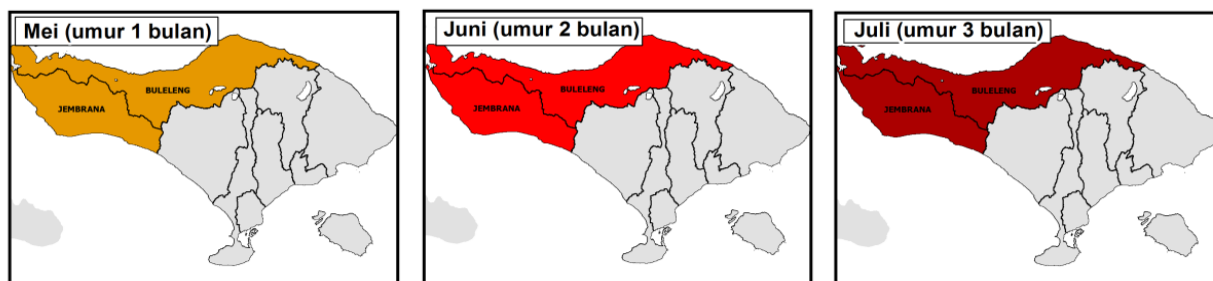 Mei (umur 1 bulan)
BULELENG
JEMBRANA
Juni (umur 2 bulan)
BULELENG
JEMBRANA
Juli (umur 3 bulan)
BULELENG
JEMBRANA